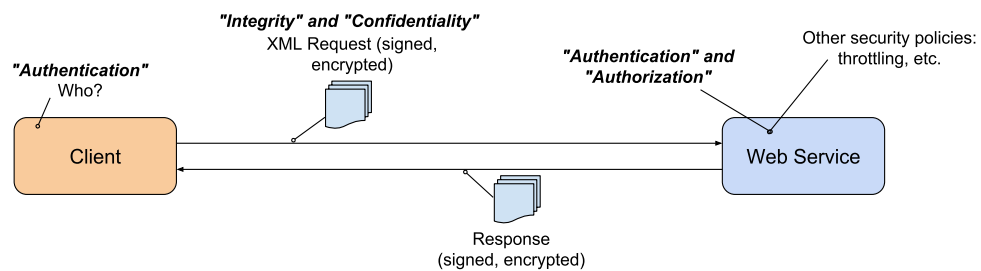 "Integrity" and "Confidentiality"
XML Request (signed,
encrypted)
"Authentication"
Who?
"Authentication" and
"Authorization"
Other security policies:
throttling, etc.
Client
Web Service
Response
(signed, encrypted)